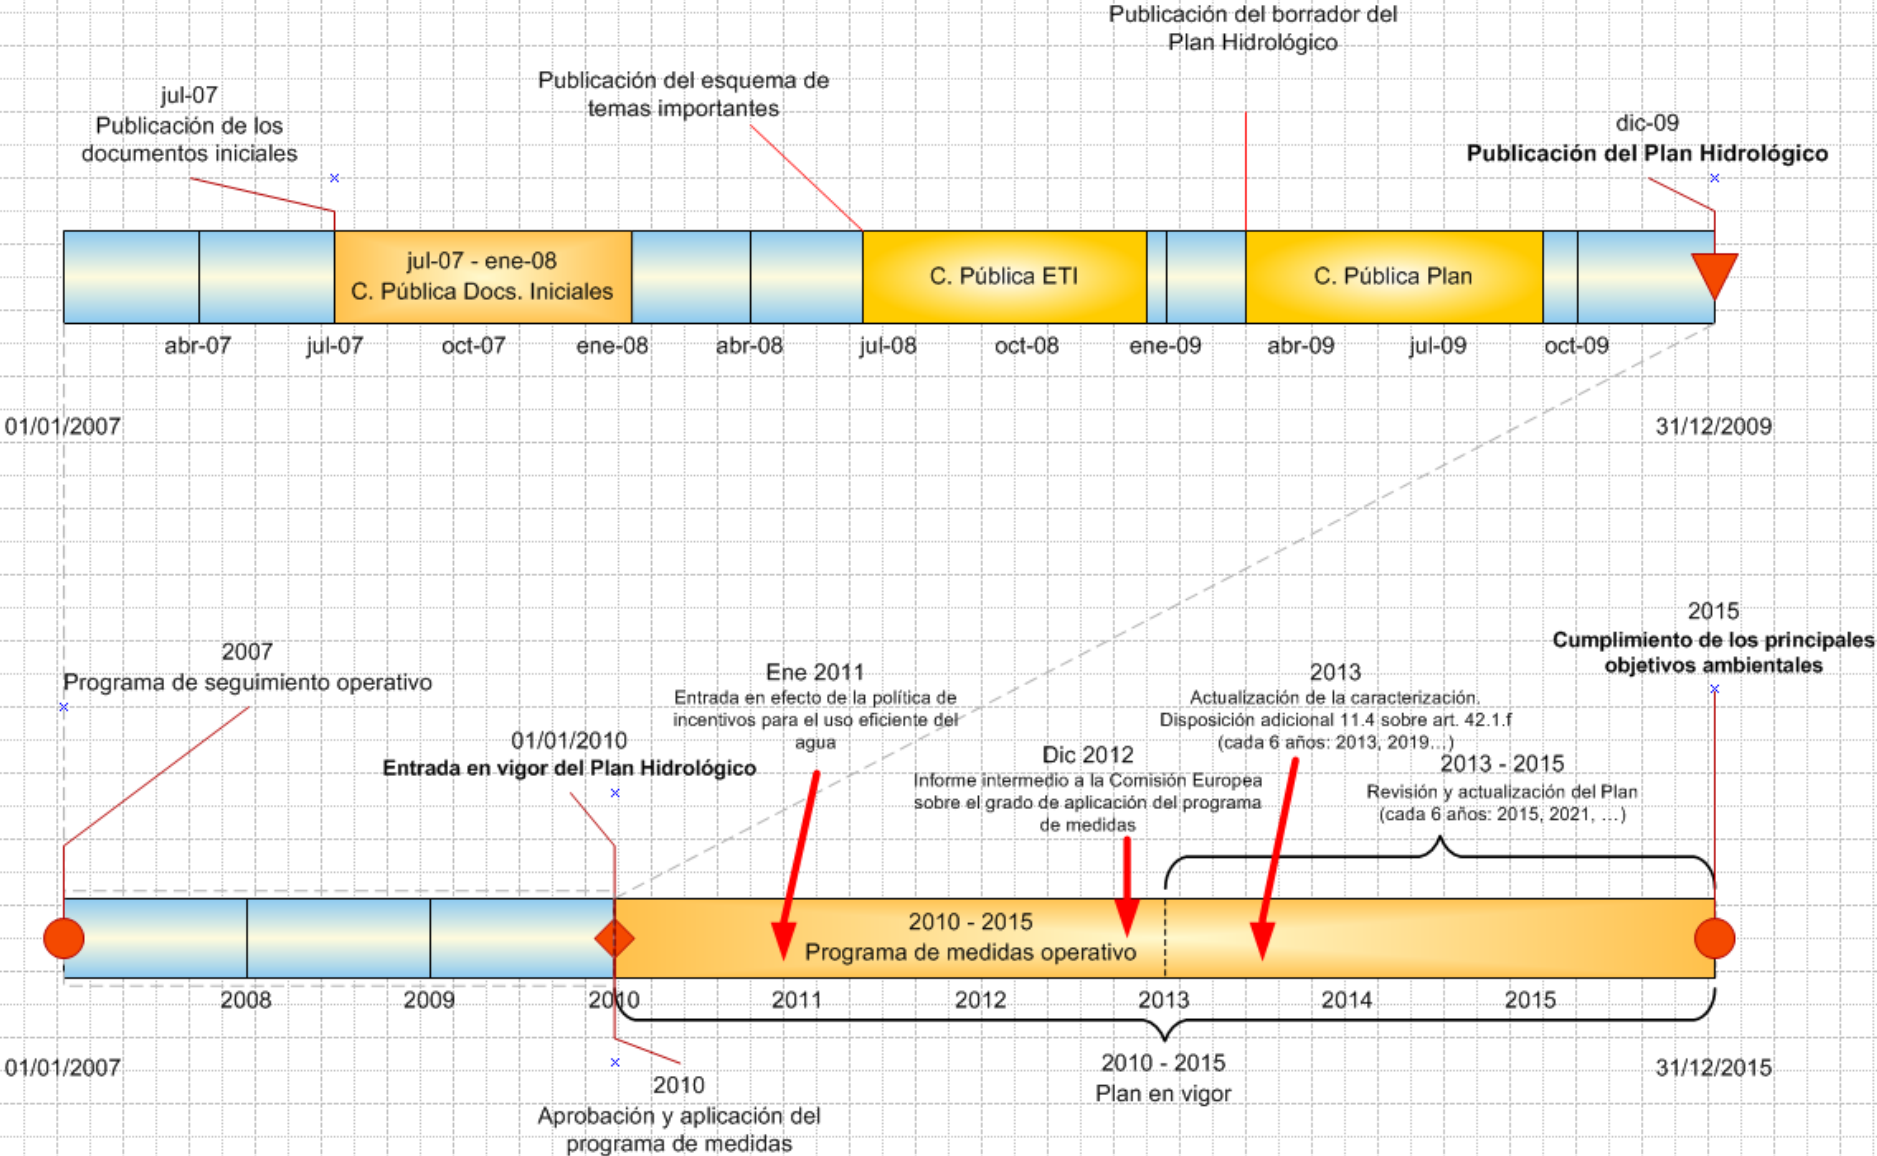 Publicación del borrador del
Plan Hidrológico
Publicación del esquema de
temas importantes
jul-07
Publicación de los
documentos iniciales
dic-09
Publicación del Plan Hidrológico
jul-07 - ene-08
C. Pública Docs. Iniciales
C. Pública ETI
C. Pública Plan
abr-07
jul-07
oct-07
ene-08
abr-08
jul-08
oct-08
ene-09
abr-09
jul-09
oct-09
01/01/2007
31/12/2009
2015
Cumplimiento de los principales
objetivos ambientales
2007
Programa de seguimiento operativo
Ene 2011
Entrada en efecto de la política de
incentivos para el uso eficiente del
agua
2013
Actualización de la caracterización.
Disposición adicional 11.4 sobre art. 42.1.f
(cada 6 años: 2013, 2019...)
01/01/2010
Entrada en vigor del Plan Hidrológico
Dic 2012
Informe intermedio a la Comisión Europea
sobre el grado de aplicación del programa
de medidas
2013 - 2015
Revisión y actualización del Plan
(cada 6 años: 2015, 2021, ...)
2010 - 2015
Programa de medidas operativo
2008
2009
2010
2011
2012
2013
2014
2015
01/01/2007
31/12/2015
2010 - 2015
Plan en vigor
2010
Aprobación y aplicación del
programa de medidas